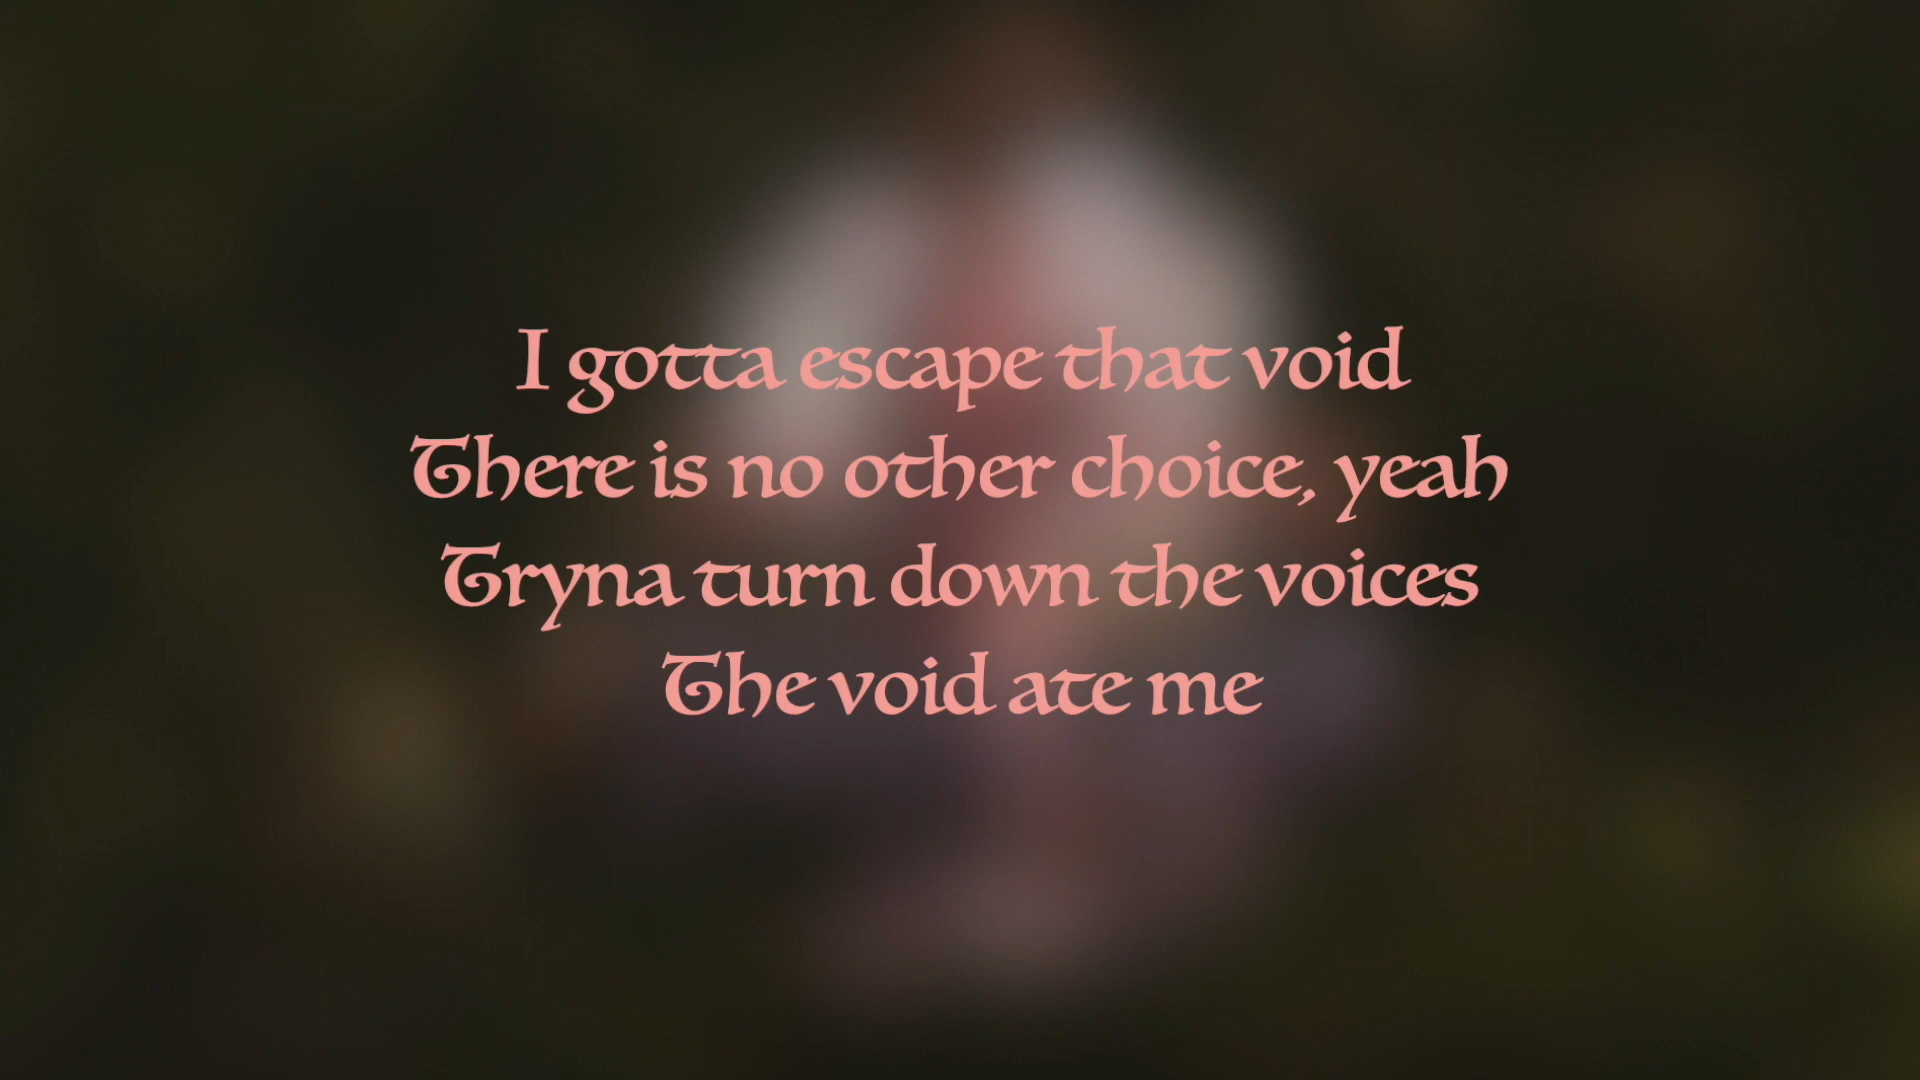 I gotta escape that void
There is no other choice, yeah
Tryna turn down the voices
The void ate me